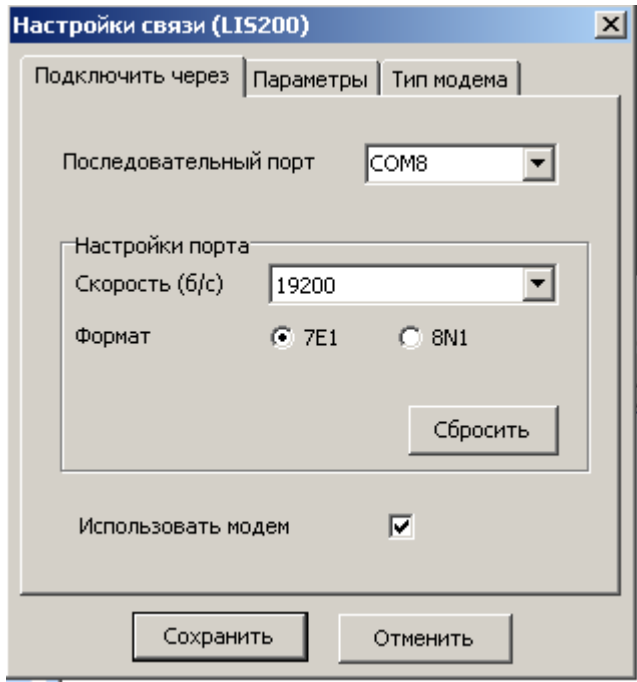 Настройки связи (LIS200)
Подключить через Параметры Тип модема
Последовательный порт COM8
Настройки порта
Скорость (б/с) 19200
Формат 7E1 8N1
Сбросить
Использовать модем
Сохранить Отменить